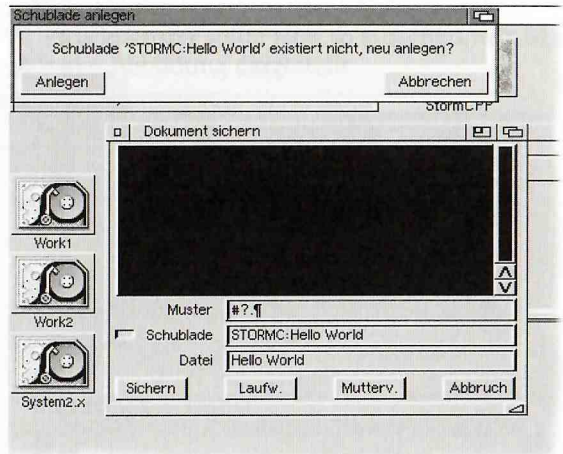 Schublade anlegen
Schublade 'STORMC:Hello World' existiert nicht, neu anlegen?
Anlegen
Abbrechen
StormCPP
Dokument sichern
Work1
Work2
System2.x
Muster #?.¶
Schublade STORMC:Hello World
Datei Hello World
Sichern
Laufw.
Mutterv.
Abbruch